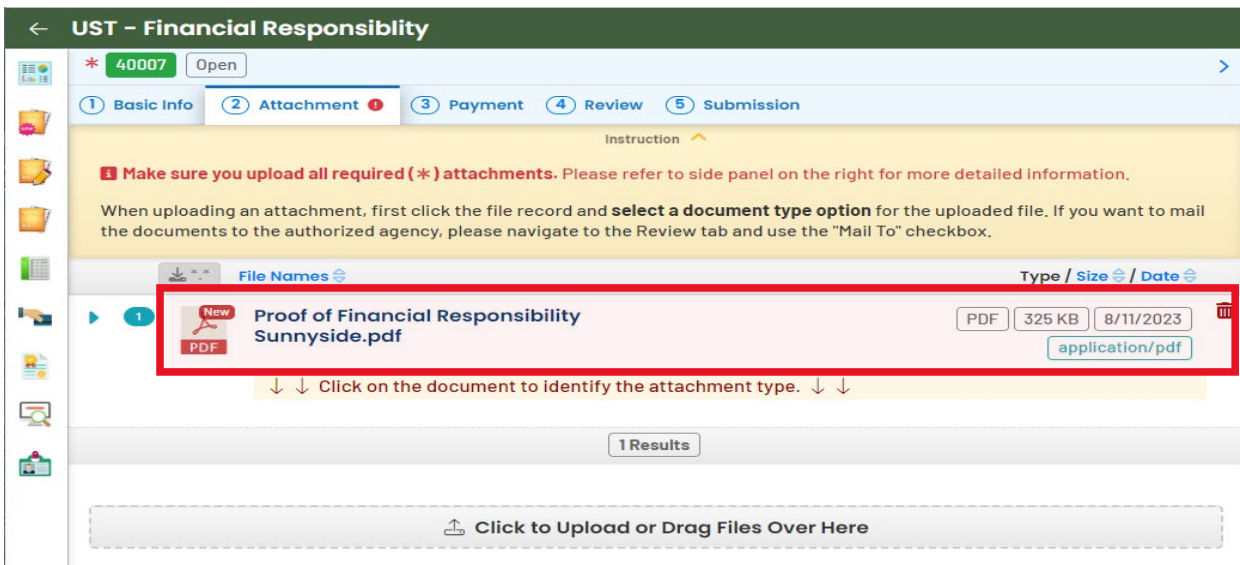 ← UST - Financial Responsiblity
* 40007 Open >
1 Basic Info 2 Attachment ! 3 Payment 4 Review 5 Submission
Instruction
Make sure you upload all required (*) attachments. Please refer to side panel on the right for more detailed information.
When uploading an attachment, first click the file record and select a document type option for the uploaded file. If you want to mail
the documents to the authorized agency, please navigate to the Review tab and use the "Mail To" checkbox.
*.* File Names Type / Size / Date
1 New PDF Proof of Financial Responsibility PDF 325 KB 8/11/2023
Sunnyside.pdf application/pdf
↓ ↓ Click on the document to identify the attachment type. ↓ ↓
1 Results
Click to Upload or Drag Files Over Here